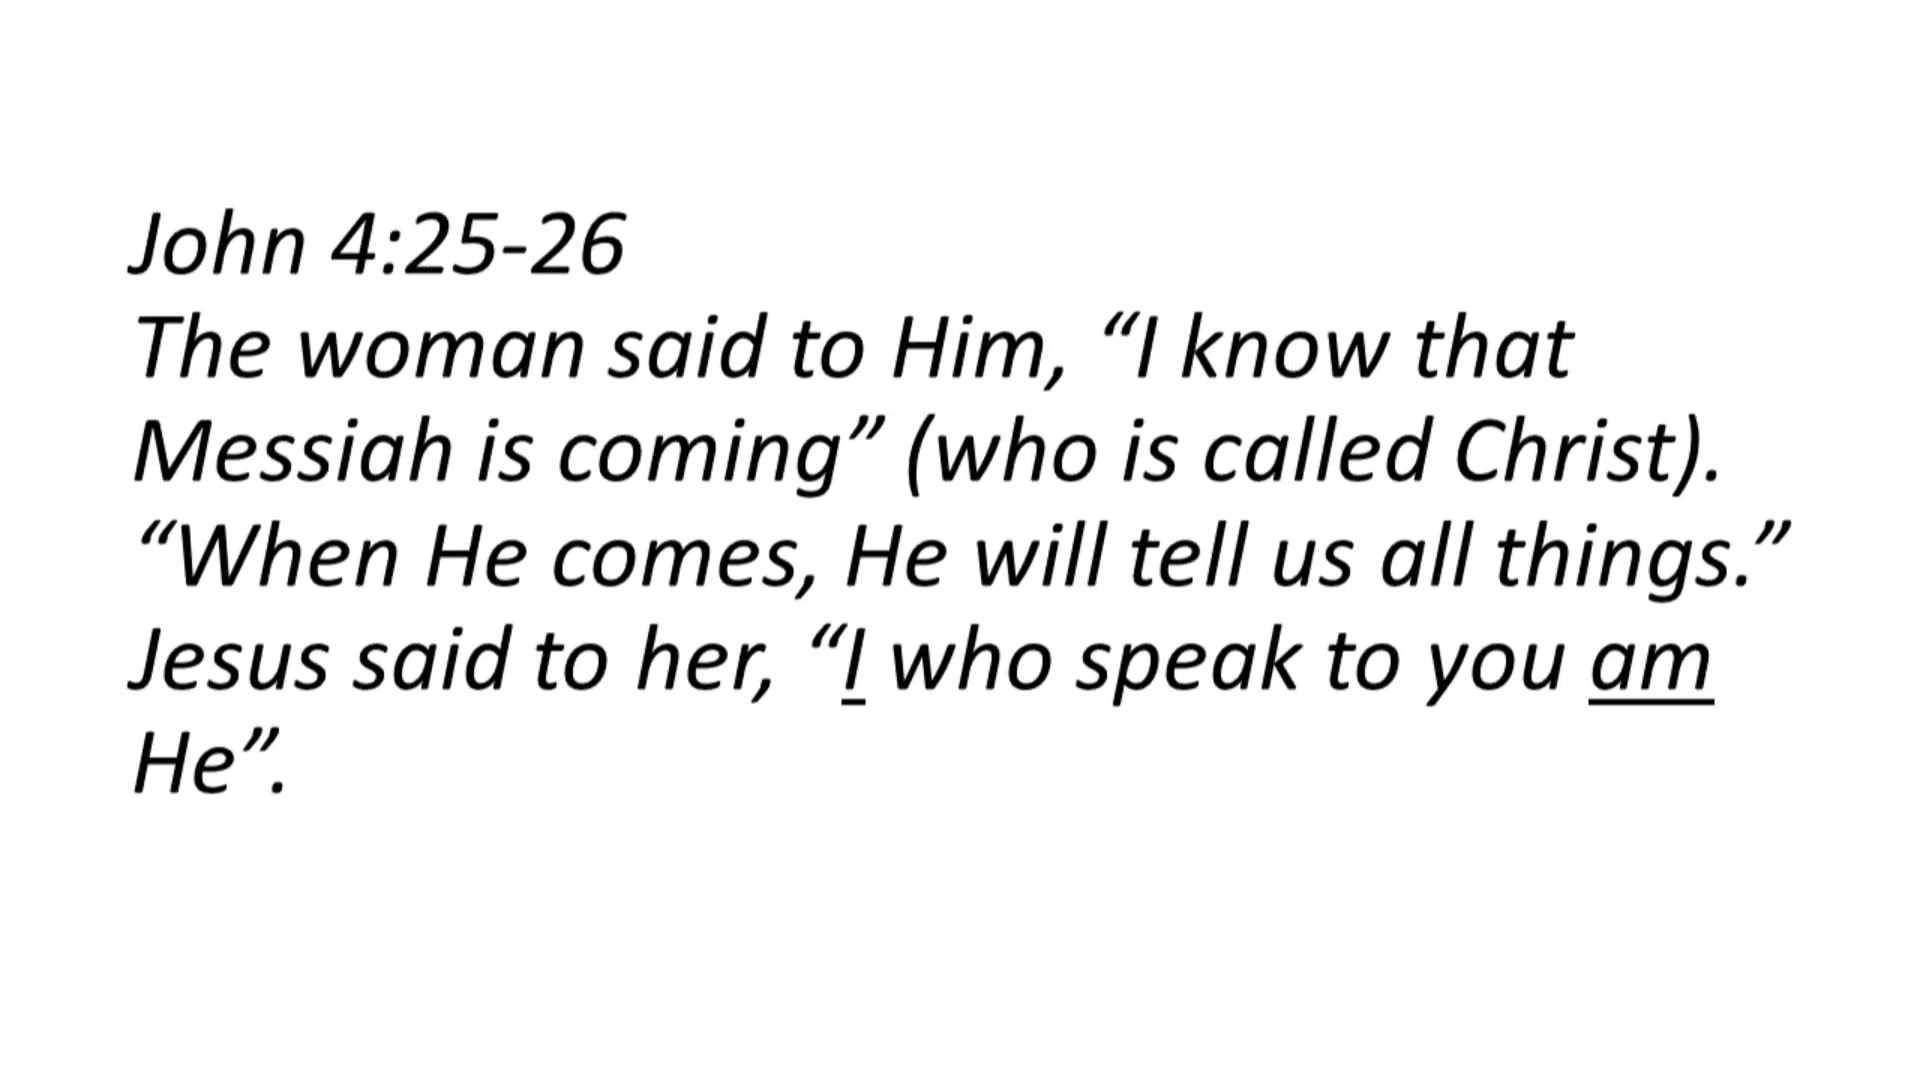 John 4:25-26
The woman said to Him, “I know that
Messiah is coming” (who is called Christ).
“When He comes, He will tell us all things.”
Jesus said to her, “I who speak to you am
He”.